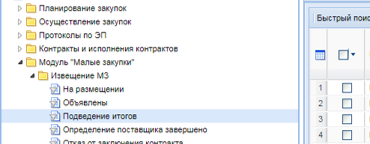 Планирование закупок
Осуществление закупок
Протоколы по ЭП
Контракты и исполнения контрактов
Модуль "Малые закупки"
Извещение МЗ
На размещении
Объявлены
Подведение итогов
Определение поставщика завершено
Отказ от заключения контракта
Быстрый поис
1
2
3
4